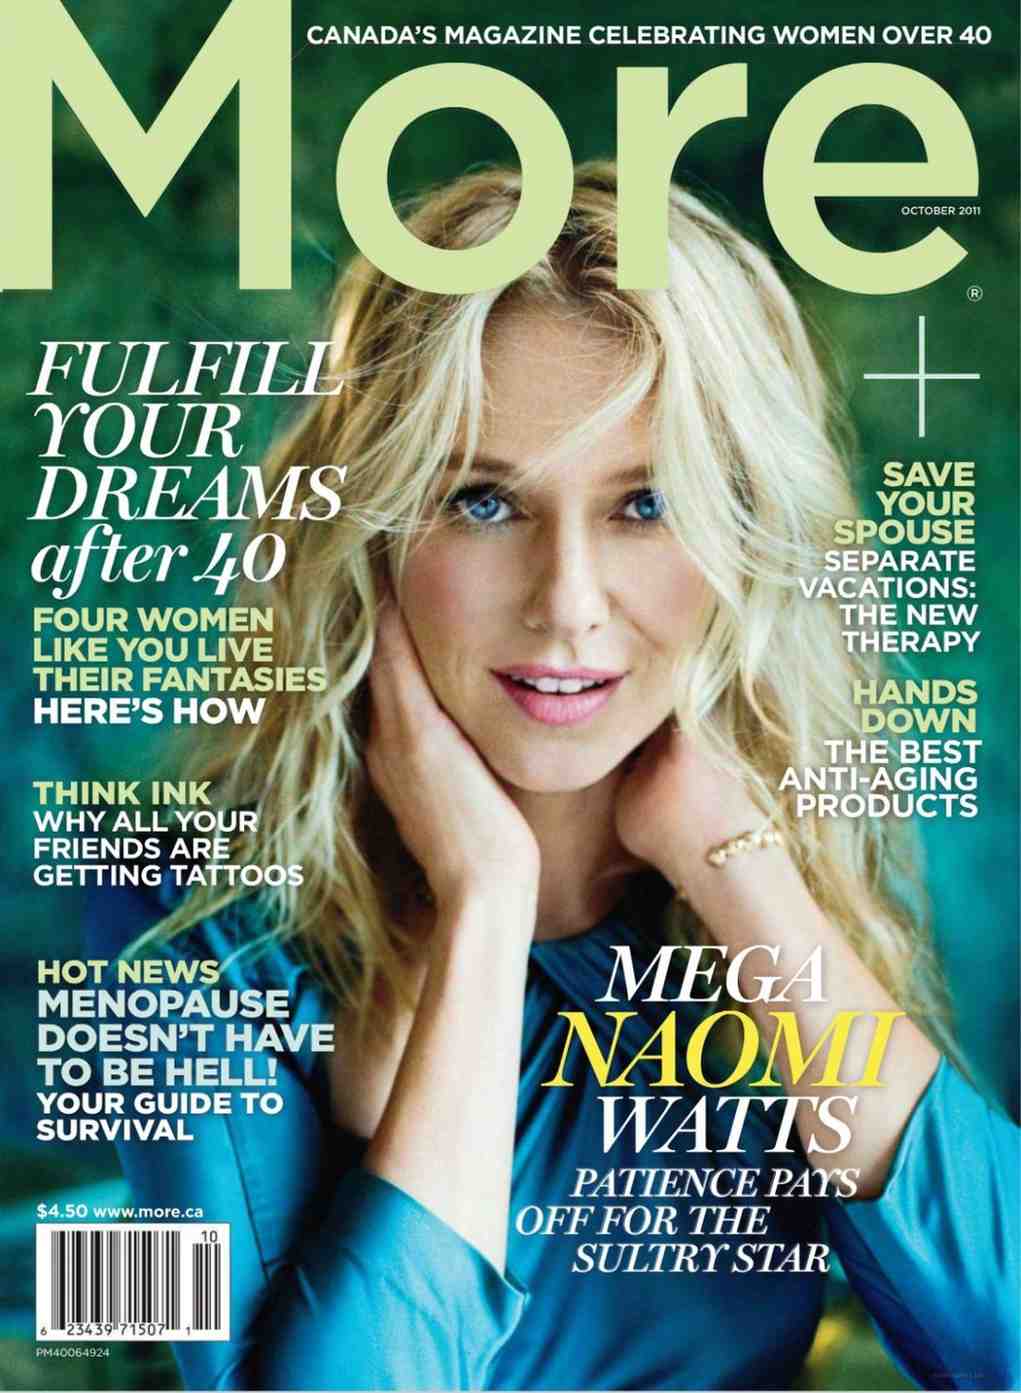 CANADA'S MAGAZINE CELEBRATING WOMEN OVER 40
More
OCTOBER 2011
®
FULFILL
YOUR
DREAMS
after 40
FOUR WOMEN
LIKE YOU LIVE
THEIR FANTASIES
HERE'S HOW
THINK INK
WHY ALL YOUR
FRIENDS ARE
GETTING TATTOOS
HOT NEWS
MENOPAUSE
DOESN'T HAVE
TO BE HELL!
YOUR GUIDE TO
SURVIVAL
+
SAVE
YOUR
SPOUSE
SEPARATE
VACATIONS:
THE NEW
THERAPY
HANDS
DOWN
THE BEST
ANTI-AGING
PRODUCTS
MEGA
NAOMI
WATTS
PATIENCE PAYS
OFF FOR THE
SULTRY STAR
$4.50 www.more.ca
10
6 23439 71507 1
PM40064924